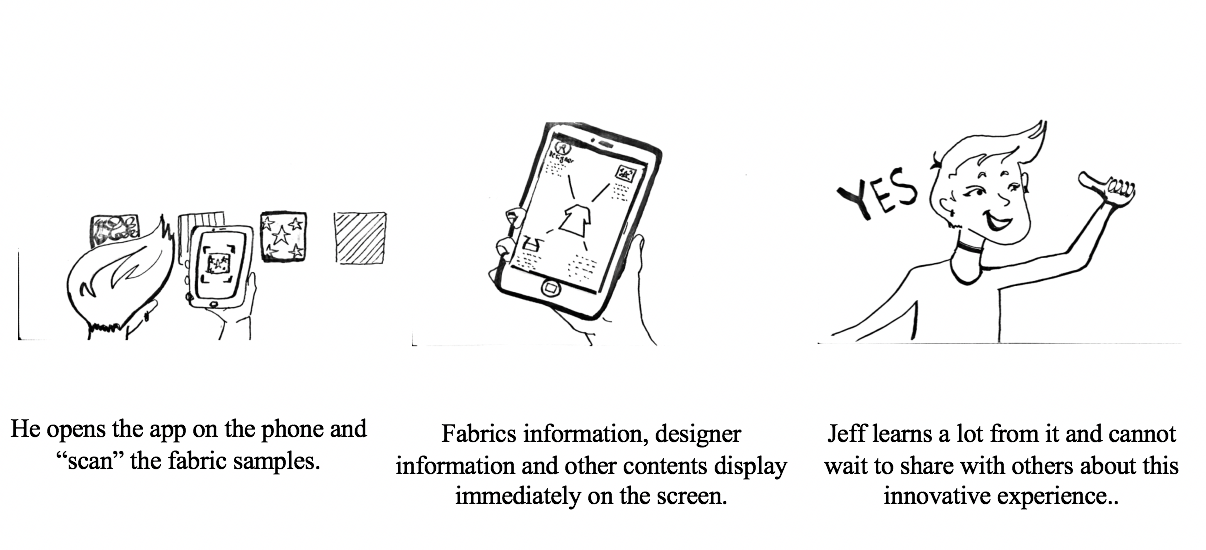 YES
He opens the app on the phone and
“scan” the fabric samples.
Fabrics information, designer
information and other contents display
immediately on the screen.
Jeff learns a lot from it and cannot
wait to share with others about this
innovative experience..